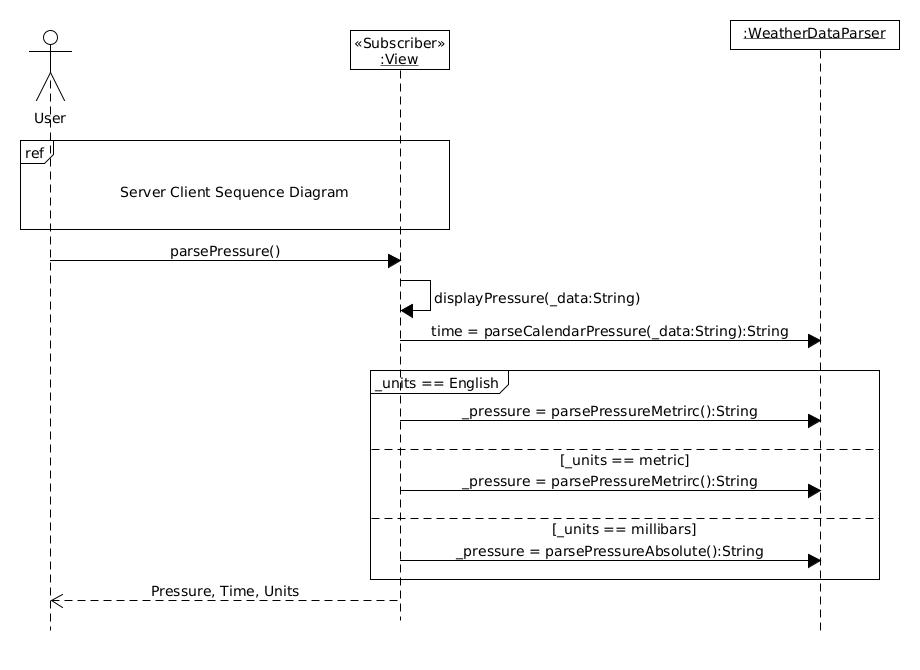 «Subscriber»
:View
:WeatherDataParser
User
ref
Server Client Sequence Diagram
parsePressure()
displayPressure(_data:String)
time = parseCalendarPressure(_data:String):String
_units == English
_pressure = parsePressureMetrirc():String
[_units == metric]
_pressure = parsePressureMetrirc():String
[_units == millibars]
_pressure = parsePressureAbsolute():String
Pressure, Time, Units